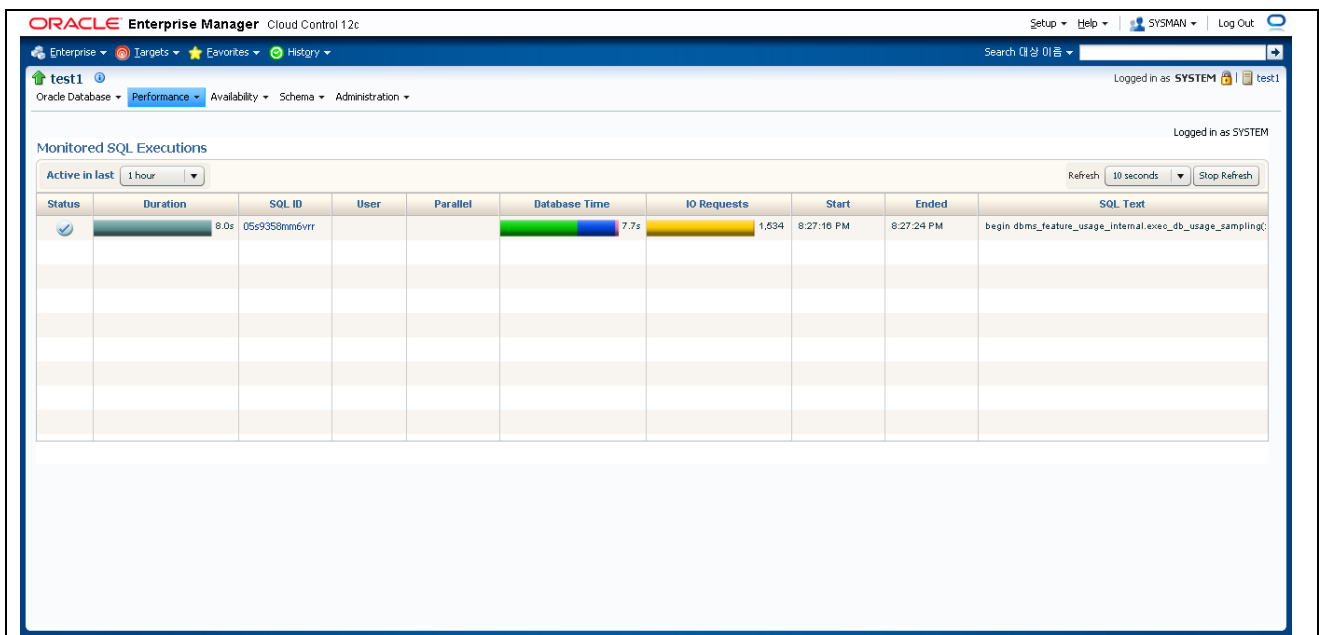 ORACLE Enterprise Manager Cloud Control 12c
Setup Help SYSMAN Log Out
Enterprise Targets Favorites History
Search 대상 이름
test1
Logged in as SYSTEM test1
Oracle Database Performance Availability Schema Administration
Logged in as SYSTEM
Monitored SQL Executions
Active in last 1 hour
Refresh 10 seconds Stop Refresh
Status Duration SQL ID User Parallel Database Time IO Requests Start Ended SQL Text
8.0s 05s9358mm6vrr 7.7s 1,534 8:27:16 PM 8:27:24 PM begin dbms_feature_usage_internal.exec_db_usage_sampling(: